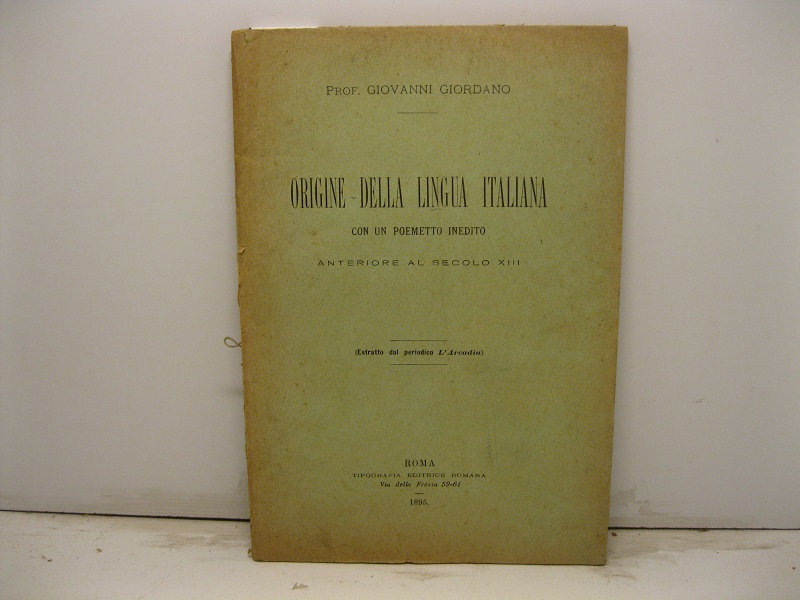 PROF. GIOVANNI GIORDANO
ORIGINE DELLA LINGUA ITALIANA
CON UN POEMETTO INEDITO
ANTERIORE AL SECOLO XIII
(Estratto dal periodico L'Arcadia)
ROMA
TIPOGRAFIA EDITRICE ROMANA
Via della Frezza 59-61
1895.